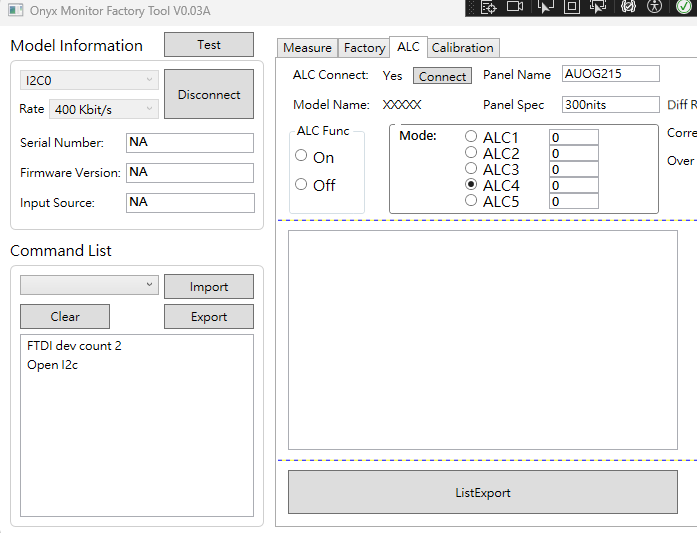 Onyx Monitor Factory Tool V0.03A
Model Information
Test
I2C0
Disconnect
Rate
400 Kbit/s
Serial Number:
NA
Firmware Version:
NA
Input Source:
NA
Command List
Import
Clear
Export
FTDI dev count 2
Open I2c
Measure
Factory
ALC
Calibration
ALC Connect:
Yes
Connect
Panel Name
AUOG215
Model Name:
XXXXX
Panel Spec
300nits
Diff R
ALC Func
On
Off
Mode:
ALC1
0
ALC2
0
ALC3
0
ALC4
0
ALC5
0
Corre
Over
ListExport